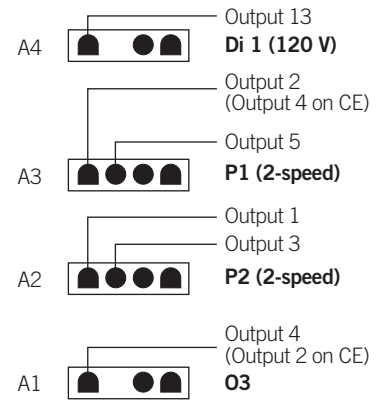 Output 13
A4
Di 1 (120 V)
Output 2
(Output 4 on CE)
Output 5
A3
P1 (2-speed)
Output 1
Output 3
A2
P2 (2-speed)
Output 4
(Output 2 on CE)
A1
O3